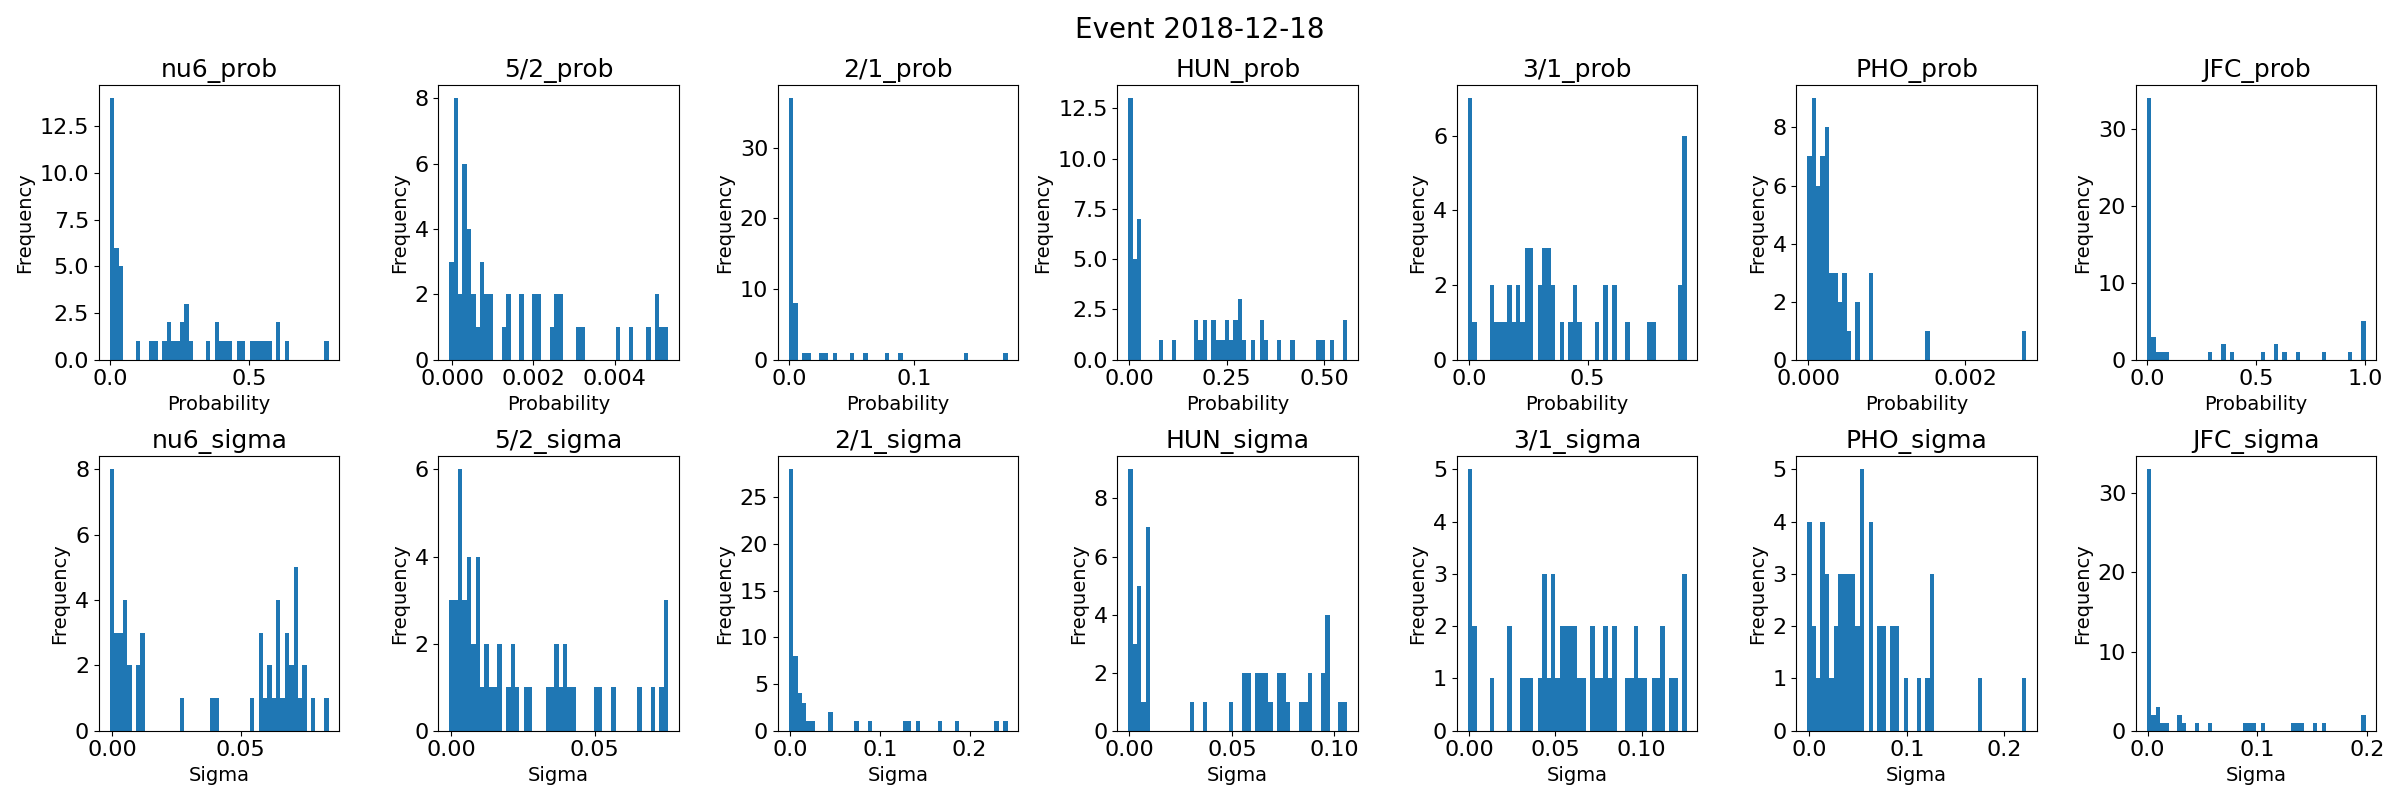 Event 2018-12-18
nu6_prob 5/2_prob 2/1_prob HUN_prob 3/1_prob PHO_prob JFC_prob
Frequency
0.0 2.5 5.0 7.5 10.0 12.5
0.0 0.5
Probability
Frequency
0 2 4 6 8
0.000 0.002 0.004
Probability
Frequency
0 10 20 30
0.0 0.1
Probability
Frequency
0.0 2.5 5.0 7.5 10.0 12.5
0.00 0.25 0.50
Probability
Frequency
0 2 4 6
0.0 0.5
Probability
Frequency
0 2 4 6 8
0.000 0.002
Probability
Frequency
0 10 20 30
0.0 0.5 1.0
Probability
nu6_sigma 5/2_sigma 2/1_sigma HUN_sigma 3/1_sigma PHO_sigma JFC_sigma
Frequency
0 2 4 6 8
0.00 0.05
Sigma
Frequency
0 2 4 6
0.00 0.05
Sigma
Frequency
0 5 10 15 20 25
0.0 0.1 0.2
Sigma
Frequency
0 2 4 6 8
0.00 0.05 0.10
Sigma
Frequency
0 1 2 3 4 5
0.00 0.05 0.10
Sigma
Frequency
0 1 2 3 4 5
0.0 0.1 0.2
Sigma
Frequency
0 10 20 30
0.0 0.1 0.2
Sigma